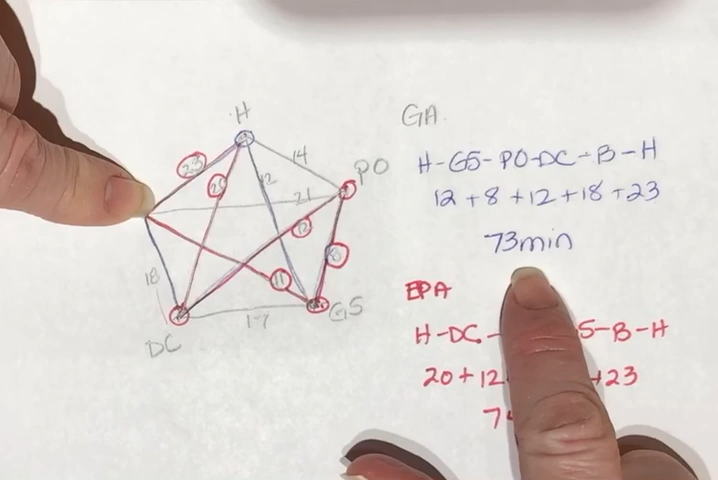 H
GA.
23
14
PO
H-GS-PO-DC-B-H
20
12
21
12+8+12+18+23
12
8
73min
18
11
EPA
GS
17
H-DC- S-B-H
DC
20+12 +23
7